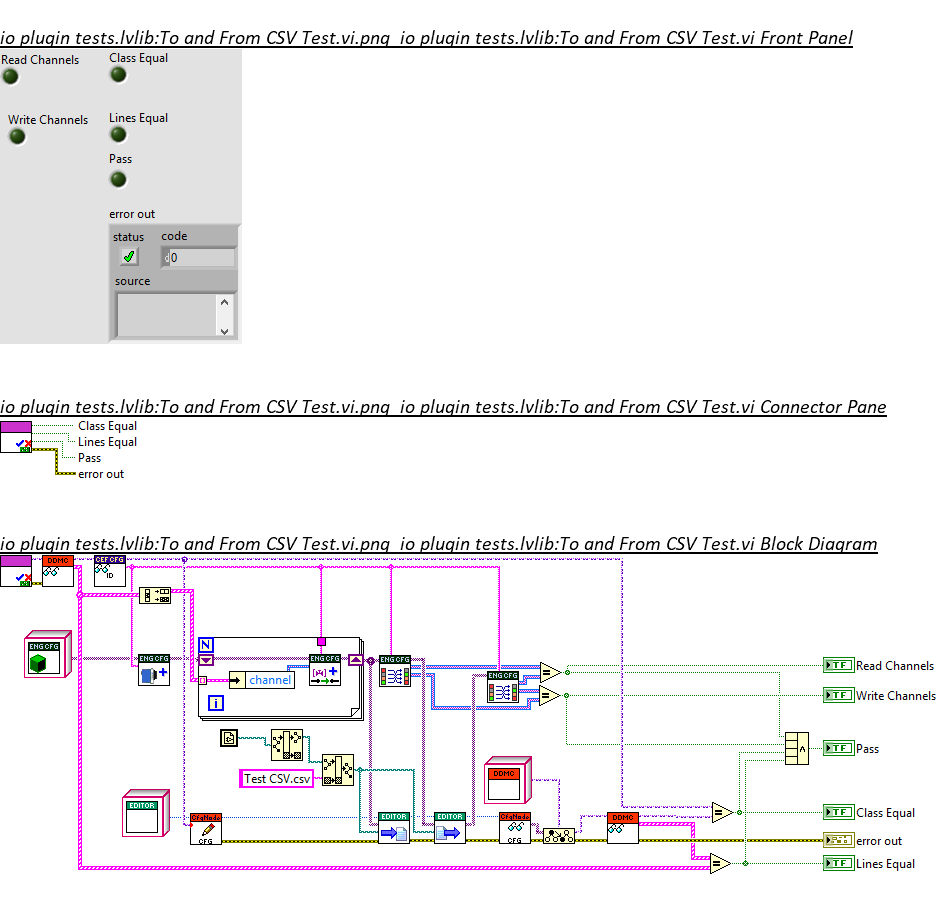 io plugin tests.lvlib:To and From CSV Test.vi.png  io plugin tests.lvlib:To and From CSV Test.vi Front Panel
Read Channels
Class Equal
Write Channels
Lines Equal
Pass
error out
status
code
d 0
source
io plugin tests.lvlib:To and From CSV Test.vi.png  io plugin tests.lvlib:To and From CSV Test.vi Connector Pane
Class Equal
Lines Equal
Pass
error out
io plugin tests.lvlib:To and From CSV Test.vi.png  io plugin tests.lvlib:To and From CSV Test.vi Block Diagram
DDMC
CEF CFG
ID
ENG CFG
ENG CFG
N
ENG CFG
channel
i
ENG CFG
ENG CFG
TF Read Channels
TF Write Channels
TF Pass
Test CSV.csv
DDMC
EDITOR
CfgNode
CFG
EDITOR
EDITOR
CfgNode
CFG
DDMC
TF Class Equal
error out
TF Lines Equal